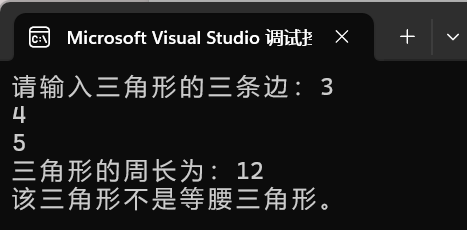 Microsoft Visual Studio 调试
请输入三角形的三条边：3
4
5
三角形的周长为：12
该三角形不是等腰三角形。